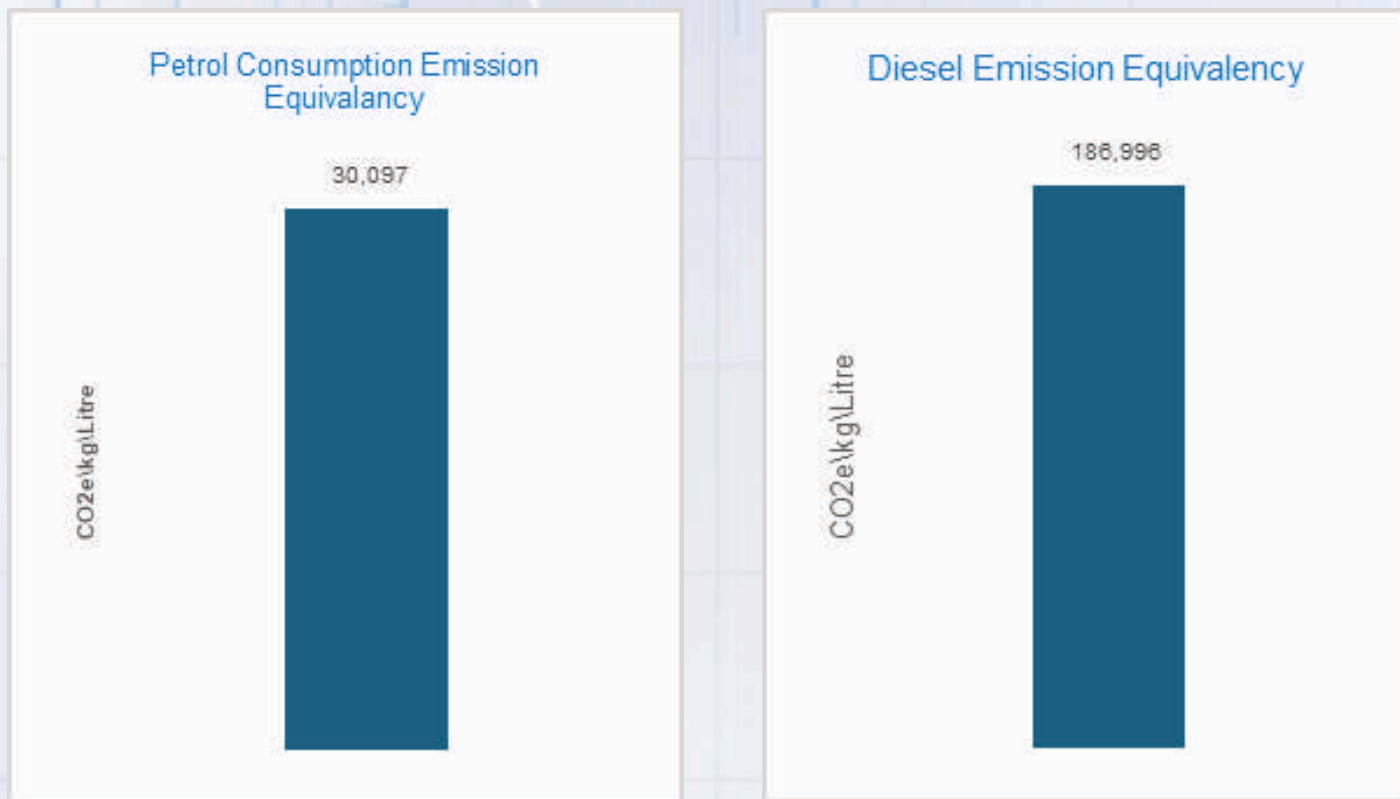 Petrol Consumption Emission
Equivalancy
30,097
CO2e\kg\Litre
Diesel Emission Equivalency
186,996
CO2e\kg\Litre